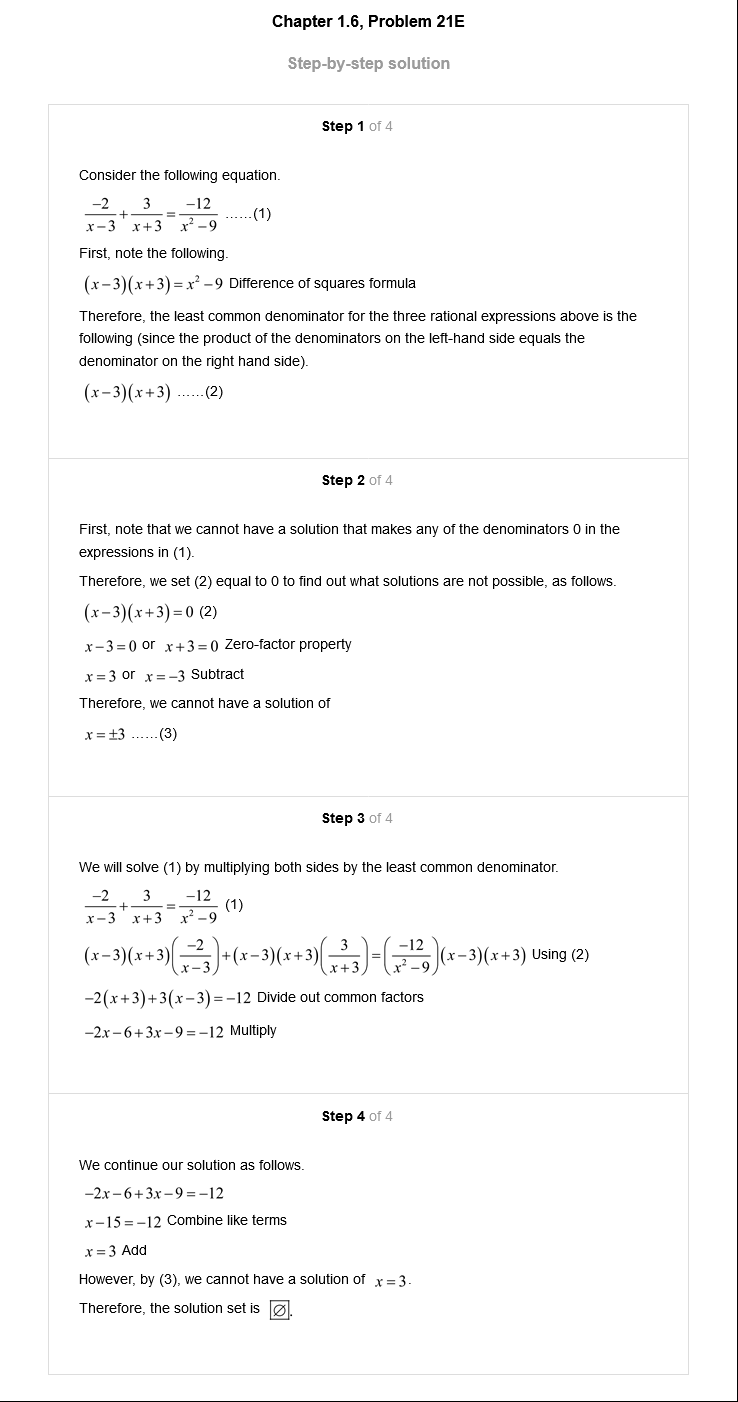 Chapter 1.6, Problem 21E
Step-by-step solution
Step 1 of 4
Consider the following equation.
\frac{-2}{x-3}+\frac{3}{x+3}=\frac{-12}{x^2-9} ......(1)
First, note the following.
(x-3)(x+3)=x^2-9 Difference of squares formula
Therefore, the least common denominator for the three rational expressions above is the
following (since the product of the denominators on the left-hand side equals the
denominator on the right hand side).
(x-3)(x+3) ......(2)
Step 2 of 4
First, note that we cannot have a solution that makes any of the denominators 0 in the
expressions in (1).
Therefore, we set (2) equal to 0 to find out what solutions are not possible, as follows.
(x-3)(x+3)=0 (2)
x-3=0 or x+3=0 Zero-factor property
x=3 or x=-3 Subtract
Therefore, we cannot have a solution of
x=±3 ......(3)
Step 3 of 4
We will solve (1) by multiplying both sides by the least common denominator.
\frac{-2}{x-3}+\frac{3}{x+3}=\frac{-12}{x^2-9} (1)
(x-3)(x+3)\left(\frac{-2}{x-3}\right)+(x-3)(x+3)\left(\frac{3}{x+3}\right)=\left(\frac{-12}{x^2-9}\right)(x-3)(x+3) Using (2)
-2(x+3)+3(x-3)=-12 Divide out common factors
-2x-6+3x-9=-12 Multiply
Step 4 of 4
We continue our solution as follows.
-2x-6+3x-9=-12
x-15=-12 Combine like terms
x=3 Add
However, by (3), we cannot have a solution of x=3.
Therefore, the solution set is ∅.